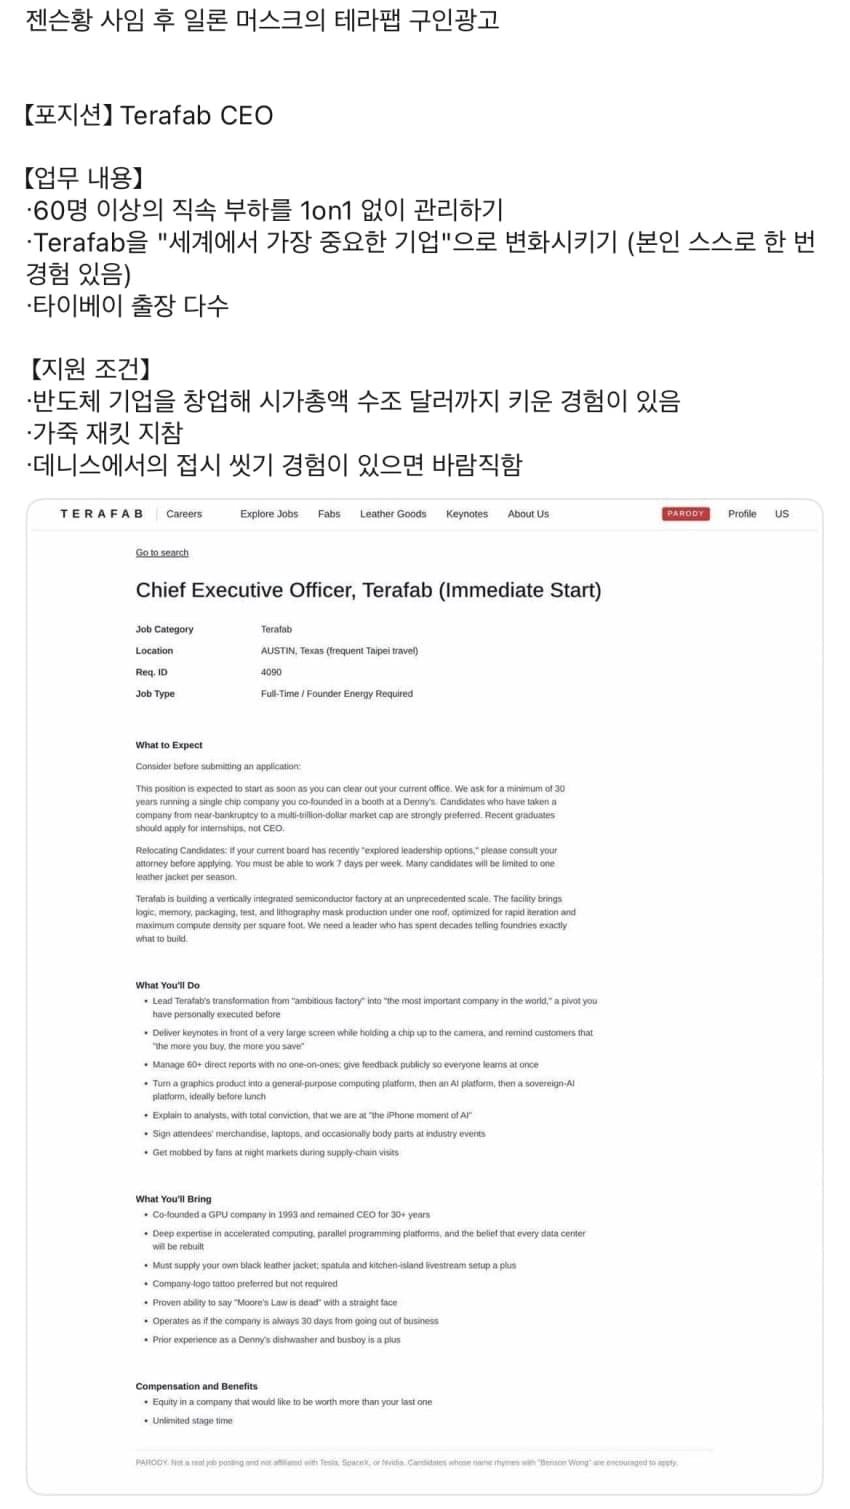 젠슨황 사임 후 일론 머스크의 테라팹 구인광고
【포지션】 Terafab CEO
【업무 내용】
·60명 이상의 직속 부하를 1on1 없이 관리하기
·Terafab을 "세계에서 가장 중요한 기업"으로 변화시키기 (본인 스스로 한 번
경험 있음)
·타이베이 출장 다수
【지원 조건】
·반도체 기업을 창업해 시가총액 수조 달러까지 키운 경험이 있음
·가죽 재킷 지참
·데니스에서의 접시 씻기 경험이 있으면 바람직함
TERAFAB Careers Explore Jobs Fabs Leather Goods Keynotes About Us PARODY Profile US
Go to search
Chief Executive Officer, Terafab (Immediate Start)
Job Category Terafab
Location AUSTIN, Texas (frequent Taipei travel)
Req. ID 4090
Job Type Full-Time / Founder Energy Required
What to Expect
Consider before submitting an application:
This position is expected to start as soon as you can clear out your current office. We ask for a minimum of 30
years running a single chip company you co-founded in a booth at a Denny's. Candidates who have taken a
company from near-bankruptcy to a multi-trillion-dollar market cap are strongly preferred. Recent graduates
should apply for internships, not CEO.
Relocating Candidates: If your current board has recently "explored leadership options," please consult your
attorney before applying. You must be able to work 7 days per week. Many candidates will be limited to one
leather jacket per season.
Terafab is building a vertically integrated semiconductor factory at an unprecedented scale. The facility brings
logic, memory, packaging, test, and lithography mask production under one roof, optimized for rapid iteration and
maximum compute density per square foot. We need a leader who has spent decades telling foundries exactly
what to build.
What You'll Do
• Lead Terafab's transformation from "ambitious factory" into "the most important company in the world," a pivot you
have personally executed before
• Deliver keynotes in front of a very large screen while holding a chip up to the camera, and remind customers that
"the more you buy, the more you save"
• Manage 60+ direct reports with no one-on-ones; give feedback publicly so everyone learns at once
• Turn a graphics product into a general-purpose computing platform, then an AI platform, then a sovereign-AI
platform, ideally before lunch
• Explain to analysts, with total conviction, that we are at "the iPhone moment of AI"
• Sign attendees' merchandise, laptops, and occasionally body parts at industry events
• Get mobbed by fans at night markets during supply-chain visits
What You'll Bring
• Co-founded a GPU company in 1993 and remained CEO for 30+ years
• Deep expertise in accelerated computing, parallel programming platforms, and the belief that every data center
will be rebuilt
• Must supply your own black leather jacket; spatula and kitchen-island livestream setup a plus
• Company-logo tattoo preferred but not required
• Proven ability to say "Moore's Law is dead" with a straight face
• Operates as if the company is always 30 days from going out of business
• Prior experience as a Denny's dishwasher and busboy is a plus
Compensation and Benefits
• Equity in a company that would like to be worth more than your last one
• Unlimited stage time
PARODY. Not a real job posting and not affiliated with Tesla, SpaceX, or Nvidia. Candidates whose name rhymes with "Benson Wong" are encouraged to apply.